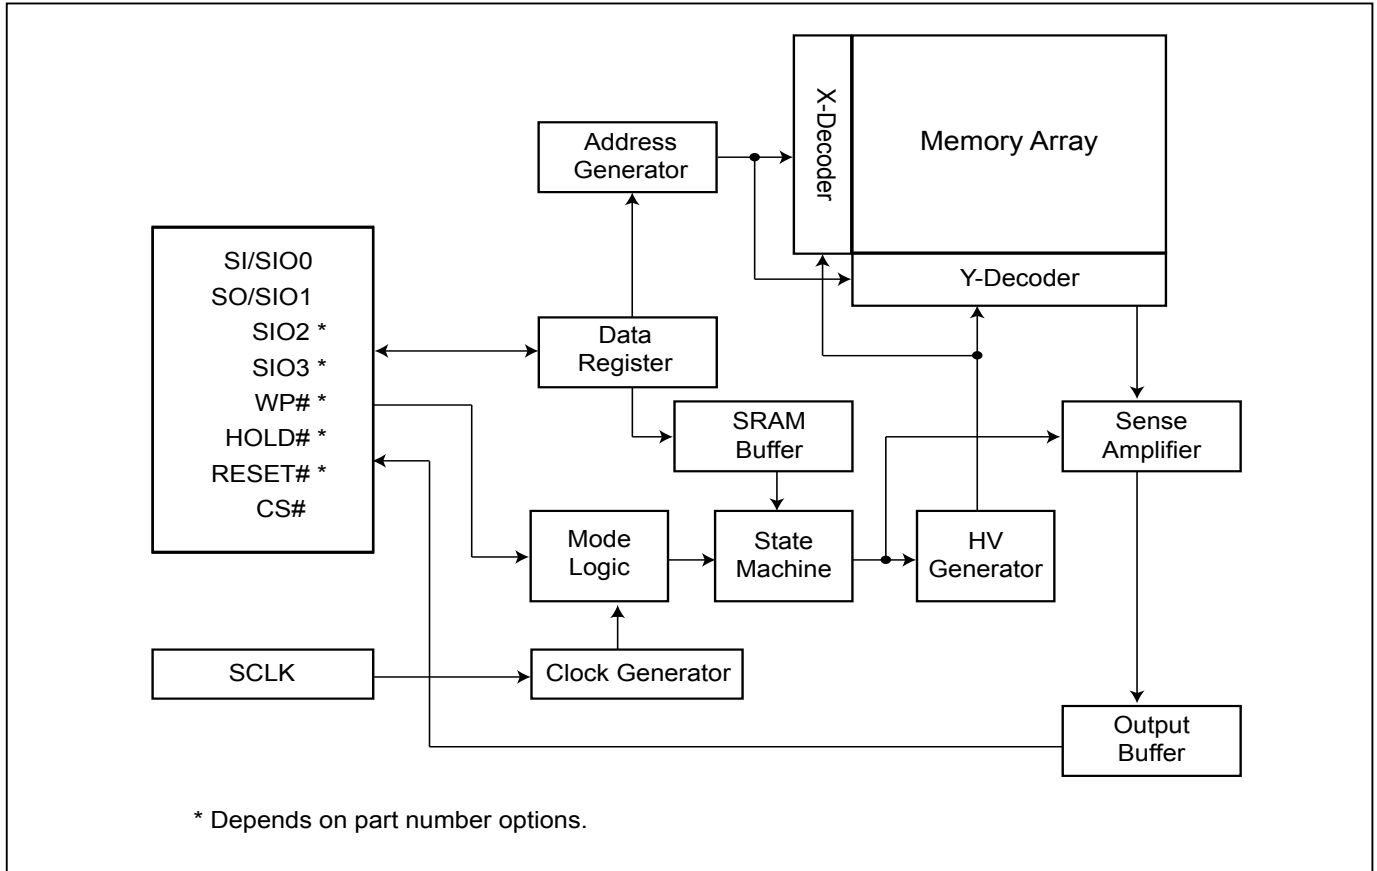 X-Decoder
Memory Array
Address
Generator
Y-Decoder
SI/SIO0
SO/SIO1
SIO2 *
SIO3 *
WP# *
HOLD# *
RESET# *
CS#
Data
Register
SRAM
Buffer
Sense
Amplifier
Mode
Logic
State
Machine
HV
Generator
SCLK
Clock Generator
Output
Buffer
* Depends on part number options.